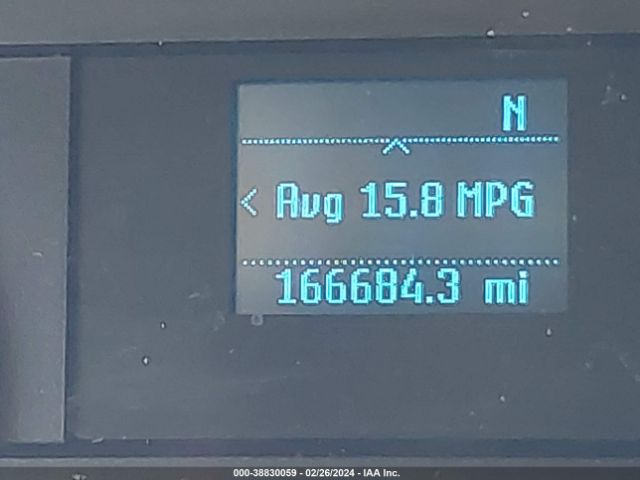 N
< Avg 15.8 MPG
166684.3 mi
000-38830059 - 02/26/2024 - IAA Inc.